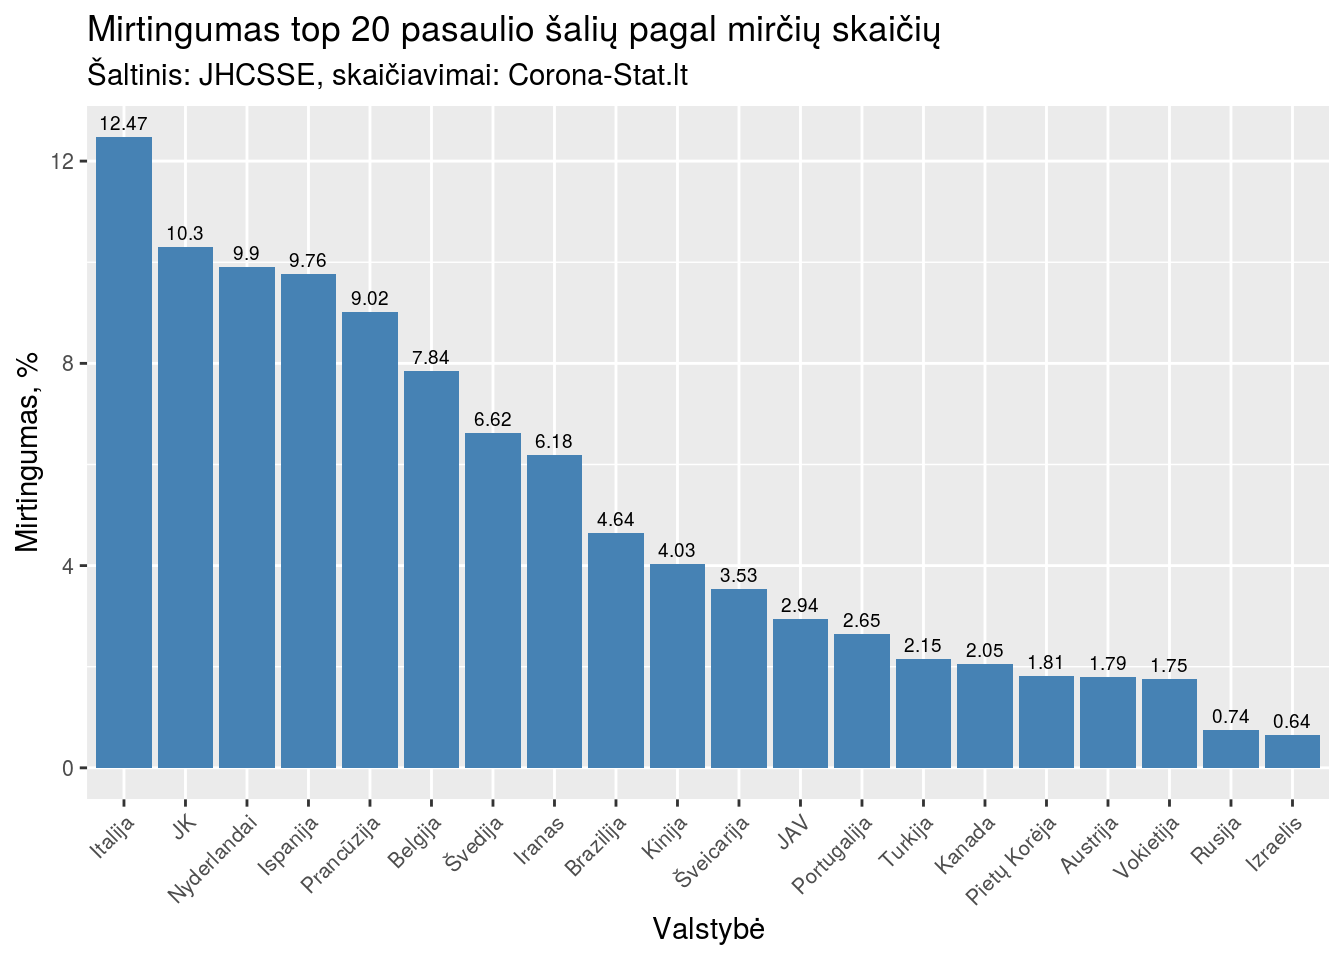 Mirtingumas top 20 pasaulio šalių pagal mirčių skaičių
Šaltinis: JHCSSE, skaičiavimai: Corona-Stat.lt
Mirtingumas, %
12
8
4
0
12.47
10.3
9.9
9.76
9.02
7.84
6.62
6.18
4.64
4.03
3.53
2.94
2.65
2.15
2.05
1.81
1.79
1.75
0.74
0.64
Italija
JK
Nyderlandai
Ispanija
Prancūzija
Belgija
Švedija
Iranas
Brazilija
Kinija
Šveicarija
JAV
Portugalija
Turkija
Kanada
Pietų Korėja
Austrija
Vokietija
Rusija
Izraelis
Valstybė